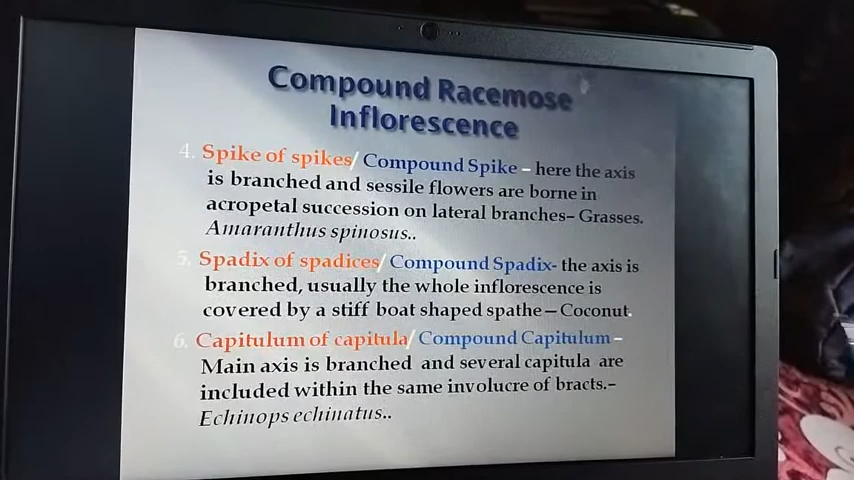 Compound Racemose
Inflorescence
4. Spike of spikes/ Compound Spike – here the axis
is branched and sessile flowers are borne in
acropetal succession on lateral branches– Grasses.
Amaranthus spinosus..
5. Spadix of spadices/ Compound Spadix- the axis is
branched, usually the whole inflorescence is
covered by a stiff boat shaped spathe – Coconut.
6. Capitulum of capitula/ Compound Capitulum –
Main axis is branched and several capitula are
included within the same involucre of bracts.–
Echinops echinatus..